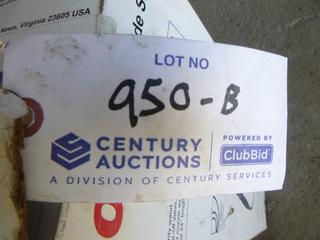 News, Virginia 23605 USA
LOT NO
950-B
CENTURY
AUCTIONS
POWERED BY
ClubBid
A DIVISION OF CENTURY SERVICES